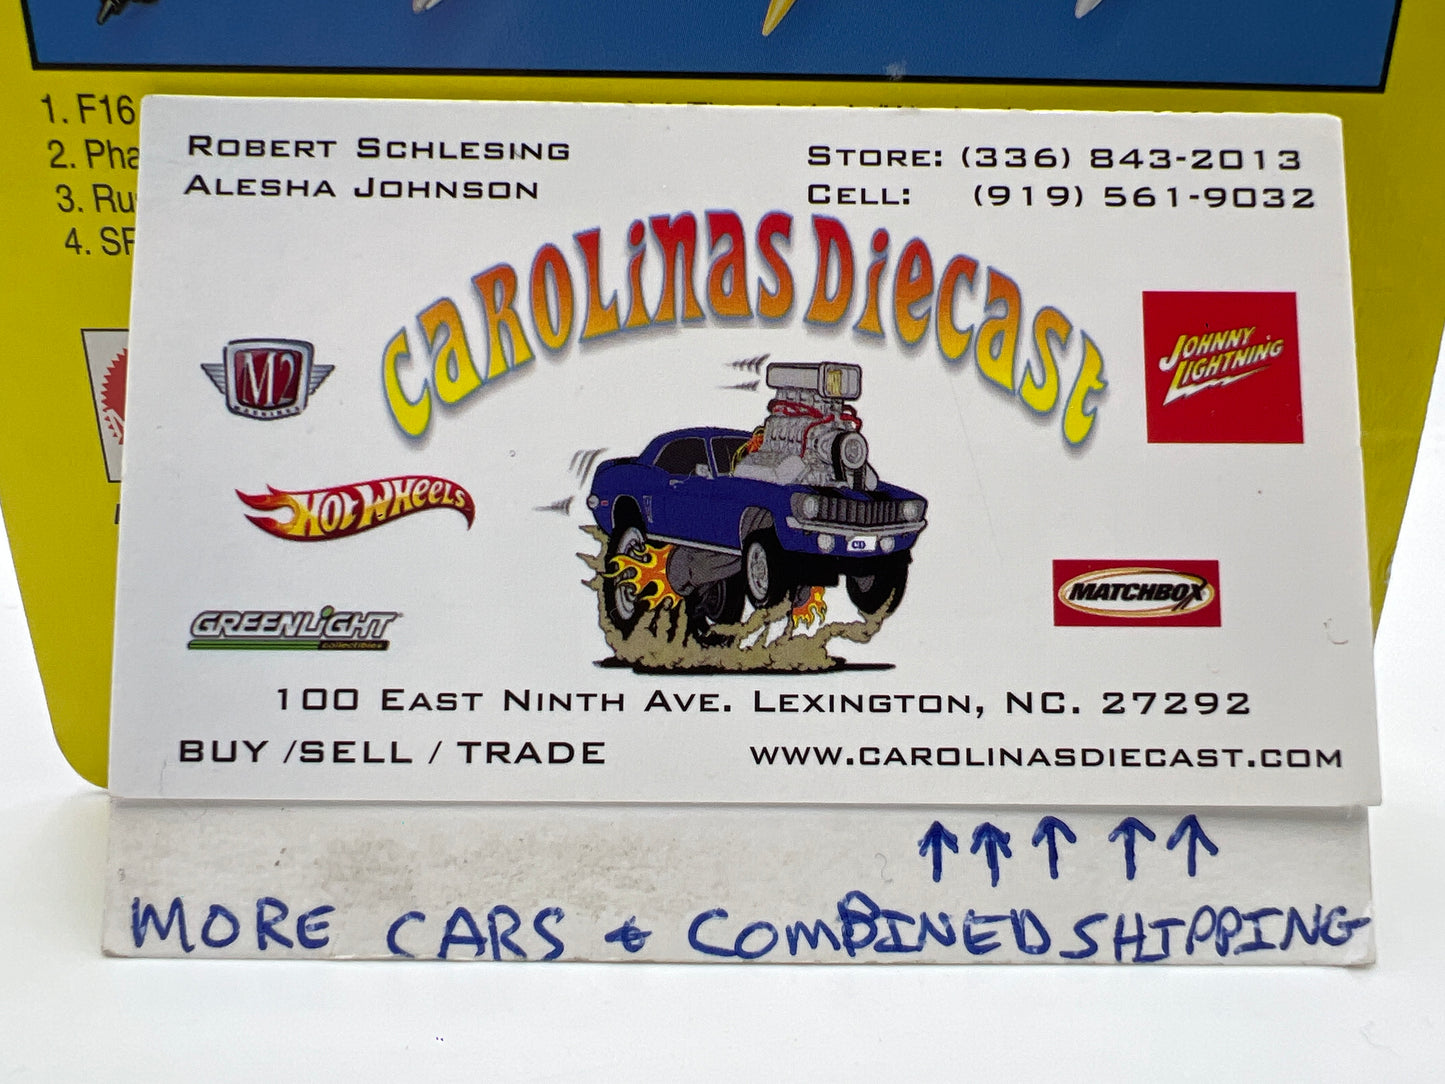 1. F16
2. Pha
3. Ru
4. SF
ROBERT SCHLESING
ALESHA JOHNSON
STORE: (336) 843-2013
CELL: (919) 561-9032
CAROLINAS DIECAST
M2
MACHINES
JOHNNY
LIGHTNING
HOT WHEELS
MATCHBOX
GREENLIGHT
collectibles
100 EAST NINTH AVE. LEXINGTON, NC. 27292
BUY /SELL / TRADE
WWW.CAROLINASDIECAST.COM
MORE CARS & COMBINED SHIPPING